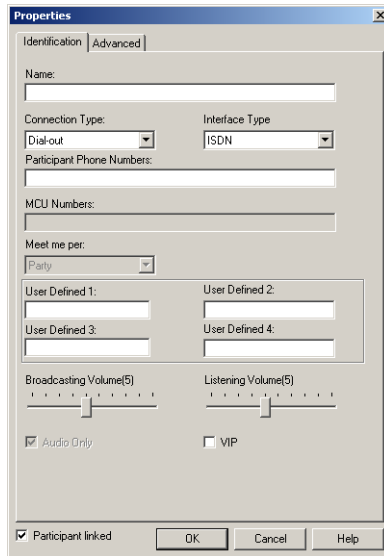 Properties
Identification Advanced
Name:
Connection Type: Interface Type
Dial-out ISDN
Participant Phone Numbers:
MCU Numbers:
Meet me per:
Party
User Defined 1: User Defined 2:
User Defined 3: User Defined 4:
Broadcasting Volume(5) Listening Volume(5)
Audio Only VIP
Participant linked OK Cancel Help